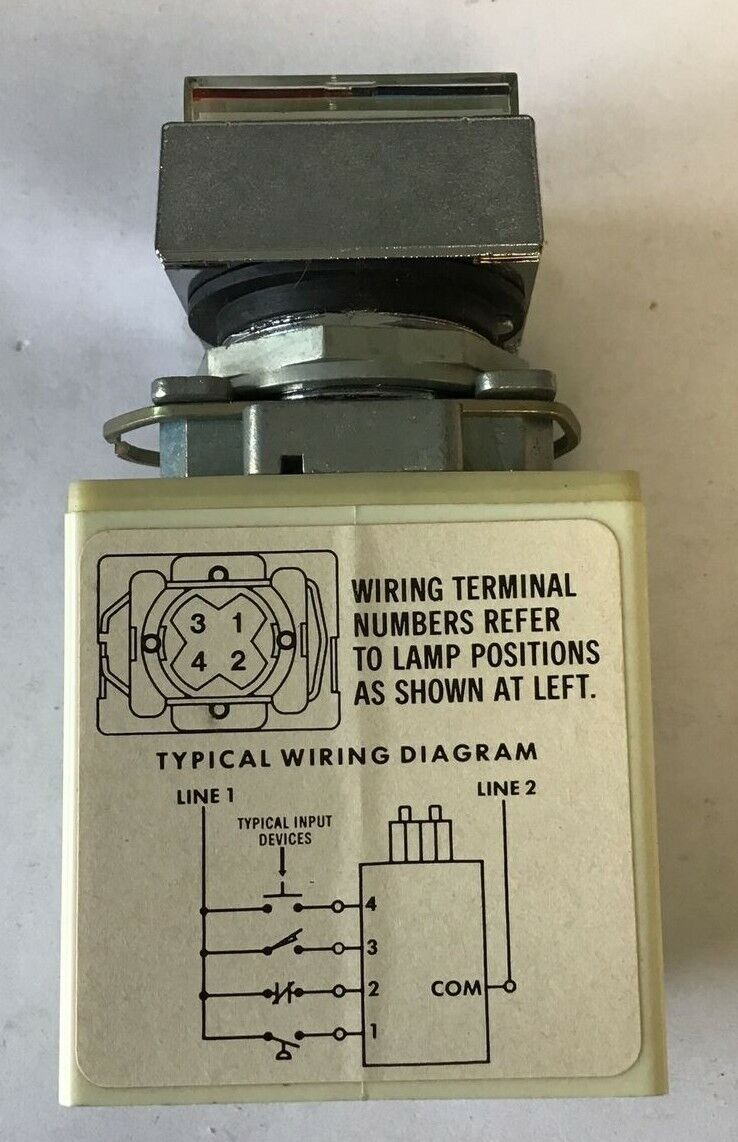 3 1
4 2
WIRING TERMINAL
NUMBERS REFER
TO LAMP POSITIONS
AS SHOWN AT LEFT.
TYPICAL WIRING DIAGRAM
LINE 1
LINE 2
TYPICAL INPUT
DEVICES
4
3
2
COM
1